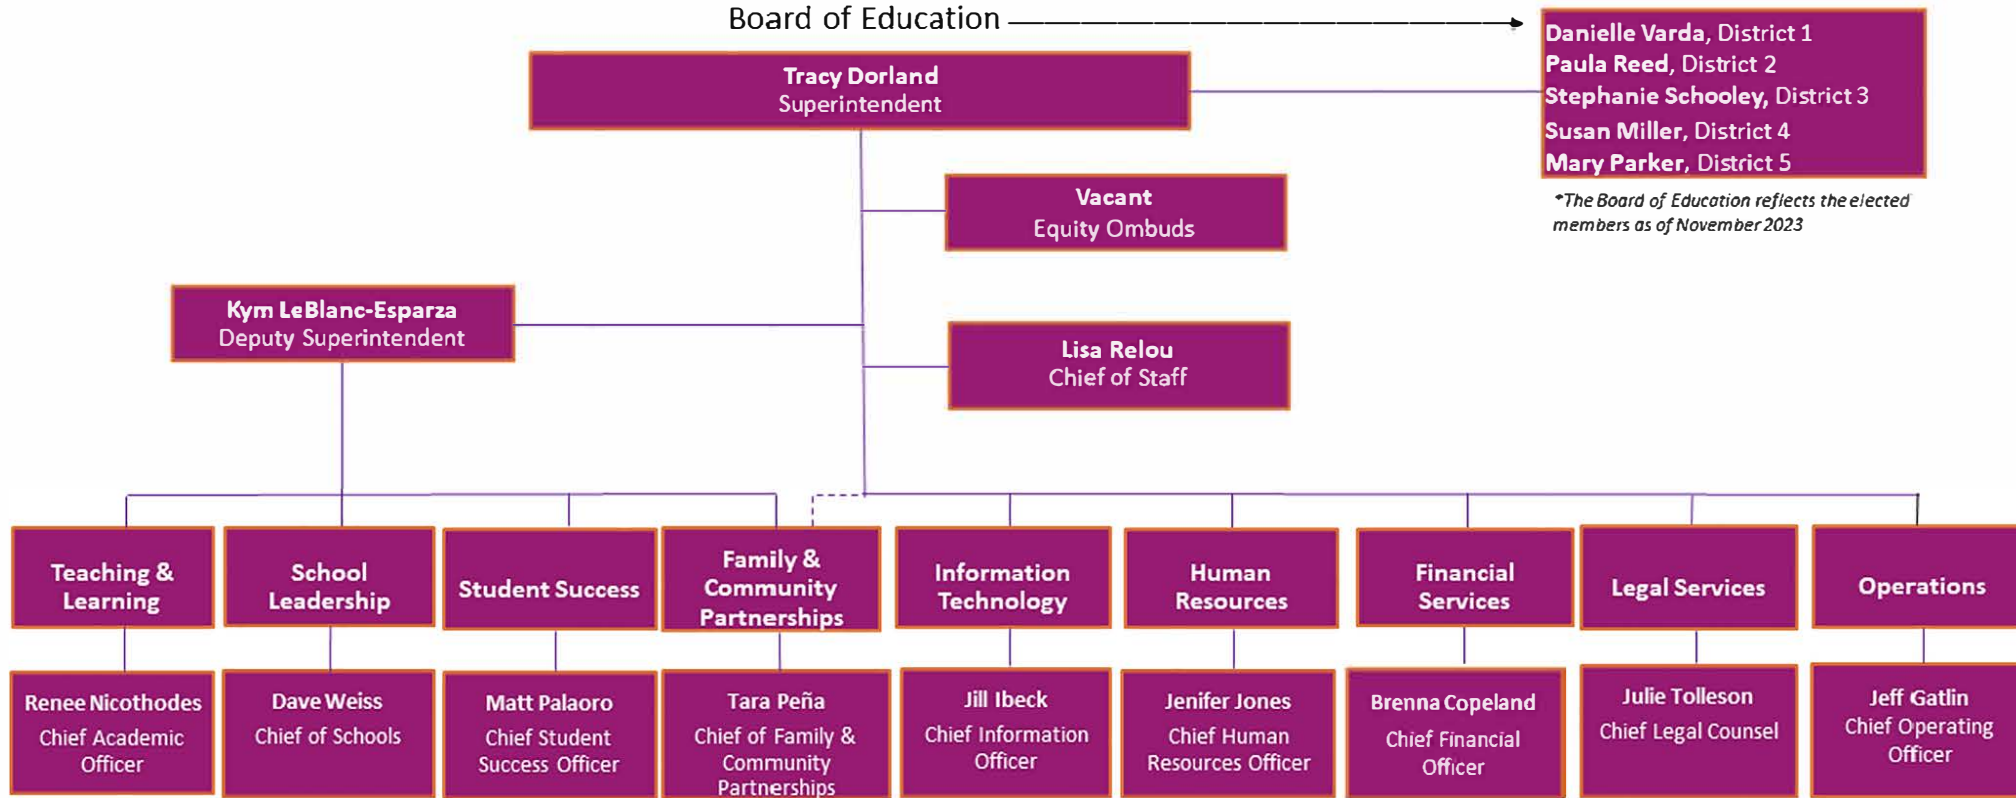 Board of Education
Danielle Varda, District 1
Paula Reed, District 2
Stephanie Schooley, District 3
Susan Miller, District 4
Mary Parker, District 5
*The Board of Education reflects the elected
members as of November 2023
Tracy Dorland
Superintendent
Vacant
Equity Ombuds
Kym LeBlanc-Esparza
Deputy Superintendent
Lisa Relou
Chief of Staff
Teaching &
Learning
School
Leadership
Student Success
Family &
Community
Partnerships
Information
Technology
Human
Resources
Financial
Services
Legal Services
Operations
Renee Nicothodes
Chief Academic
Officer
Dave Weiss
Chief of Schools
Matt Palaoro
Chief Student
Success Officer
Tara Peña
Chief of Family &
Community
Partnerships
Jill Ibeck
Chief Information
Officer
Jenifer Jones
Chief Human
Resources Officer
Brenna Copeland
Chief Financial
Officer
Julie Tolleson
Chief Legal Counsel
Jeff Gatlin
Chief Operating
Officer